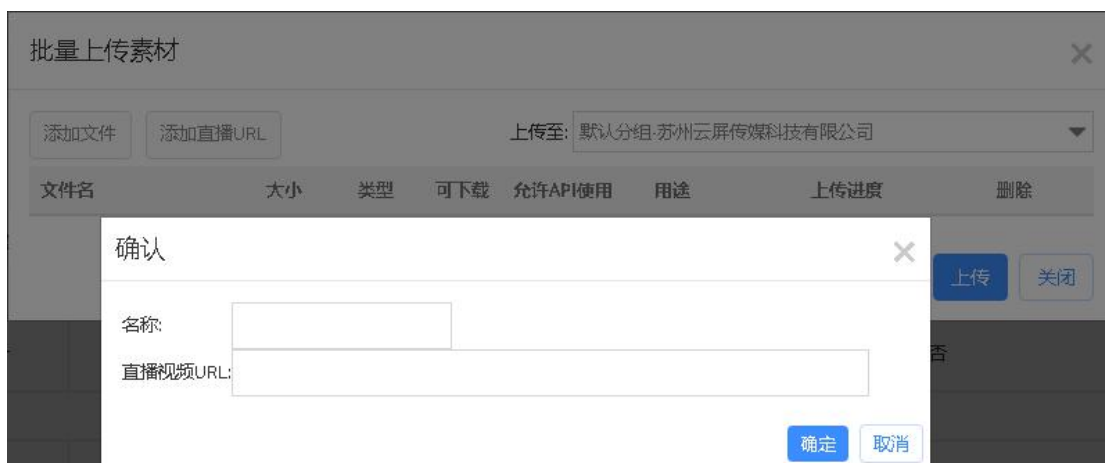 批量上传素材
添加文件 添加直播URL 上传至: 默认分组-苏州云屏传媒科技有限公司
文件名 大小 类型 可下载 允许API使用 用途 上传进度 删除
确认
上传 关闭
名称:
否
直播视频URL:
确定 取消